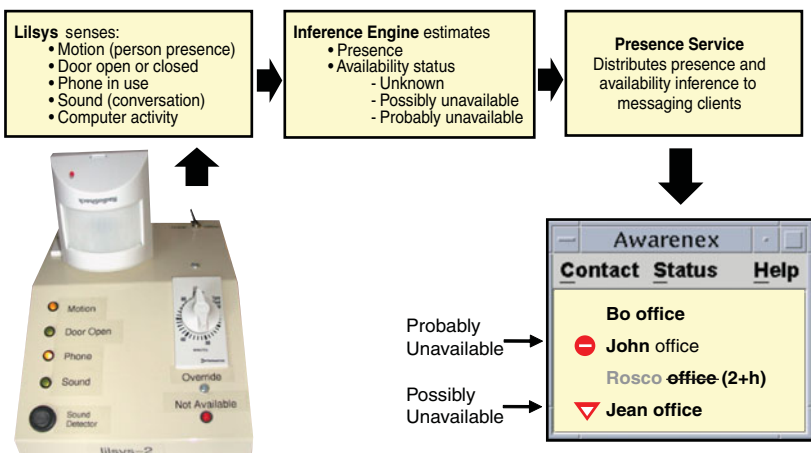 Lilsys senses:
• Motion (person presence)
• Door open or closed
• Phone in use
• Sound (conversation)
• Computer activity
Inference Engine estimates
• Presence
• Availability status
- Unknown
- Possibly unavailable
- Probably unavailable
Presence Service
Distributes presence and
availability inference to
messaging clients
RadioShack
Motion
Door Open
Phone
Sound
Sound
Detector
Override
Not Available
lilsys-2
Probably
Unavailable
Possibly
Unavailable
Awarenex
Contact Status Help
Bo office
John office
Rosco office (2+h)
Jean office